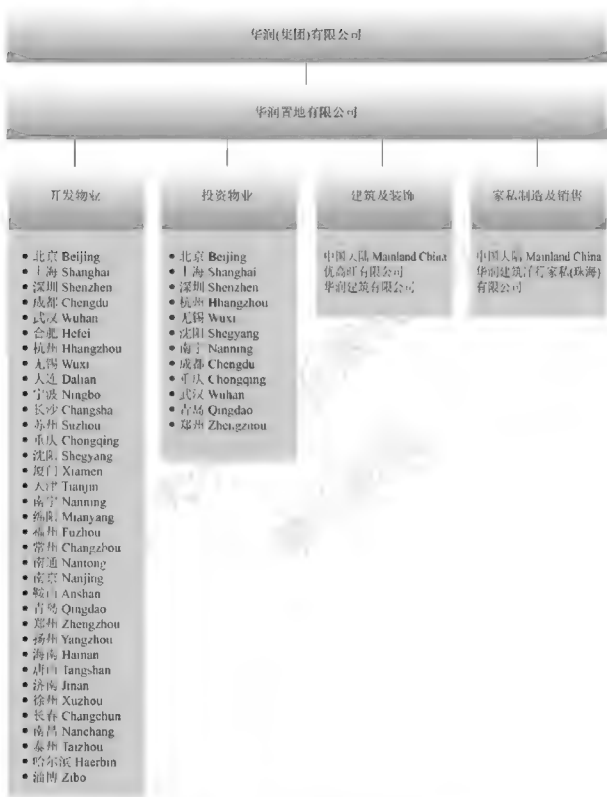 华润(集团)有限公司
华润置地有限公司
开发物业
• 北京 Beijing
• 上海 Shanghai
• 深圳 Shenzhen
• 成都 Chengdu
• 武汉 Wuhan
• 合肥 Hefei
• 杭州 Hhangzhou
• 无锡 Wuxi
• 大连 Dalian
• 宁波 Ningbo
• 长沙 Changsha
• 苏州 Suzhou
• 重庆 Chongqing
• 沈阳 Shegyang
• 厦门 Xiamen
• 天津 Tianjin
• 南宁 Nanning
• 绵阳 Mianyang
• 福州 Fuzhou
• 常州 Changzhou
• 南通 Nantong
• 南京 Nanjing
• 鞍山 Anshan
• 青岛 Qingdao
• 郑州 Zhengzhou
• 扬州 Yangzhou
• 海南 Hainan
• 唐山 Tangshan
• 济南 Jinan
• 徐州 Xuzhou
• 长春 Changchun
• 南昌 Nanchang
• 泰州 Taizhou
• 哈尔滨 Haerbin
• 淄博 Zibo
投资物业
• 北京 Beijing
• 上海 Shanghai
• 深圳 Shenzhen
• 杭州 Hhangzhou
• 无锡 Wuxi
• 沈阳 Shegyang
• 南宁 Nanning
• 成都 Chengdu
• 重庆 Chongqing
• 武汉 Wuhan
• 青岛 Qingdao
• 郑州 Zhengzhou
建筑及装饰
中国大陆 Mainland China
优高雅有限公司
华润建筑有限公司
家私制造及销售
中国大陆 Mainland China
华润建筑洋行家私(珠海)
有限公司